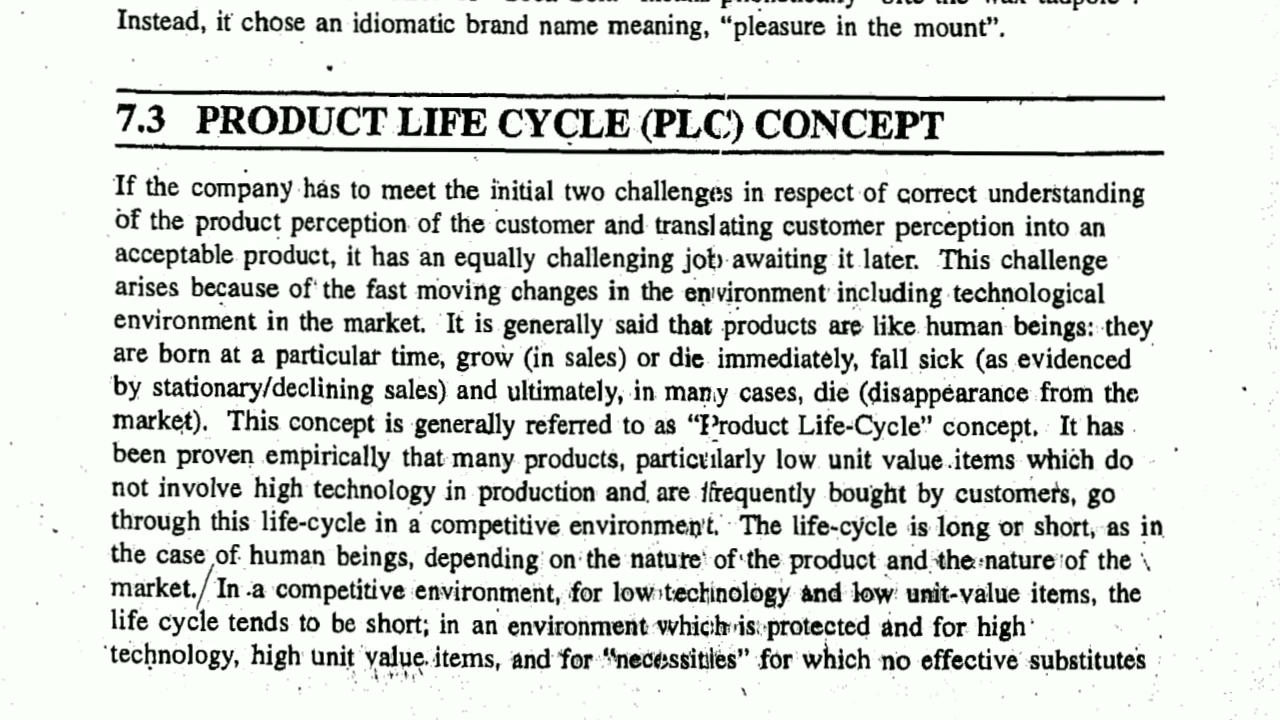 Instead, it chose an idiomatic brand name meaning, “pleasure in the mount”.
7.3 PRODUCT LIFE CYCLE (PLC) CONCEPT
If the company has to meet the initial two challenges in respect of correct understanding
of the product perception of the customer and translating customer perception into an
acceptable product, it has an equally challenging job awaiting it later. This challenge
arises because of the fast moving changes in the environment including technological
environment in the market. It is generally said that products are like human beings: they
are born at a particular time, grow (in sales) or die immediately, fall sick (as evidenced
by stationary/declining sales) and ultimately, in many cases, die (disappearance from the
market). This concept is generally referred to as “Product Life-Cycle” concept. It has
been proven empirically that many products, particularly low unit value items which do
not involve high technology in production and are frequently bought by customers, go
through this life-cycle in a competitive environment. The life-cycle is long or short, as in
the case of human beings, depending on the nature of the product and the nature of the
market. In a competitive environment, for low technology and low unit-value items, the
life cycle tends to be short; in an environment which is protected and for high
technology, high unit value items, and for “necessities” for which no effective substitutes